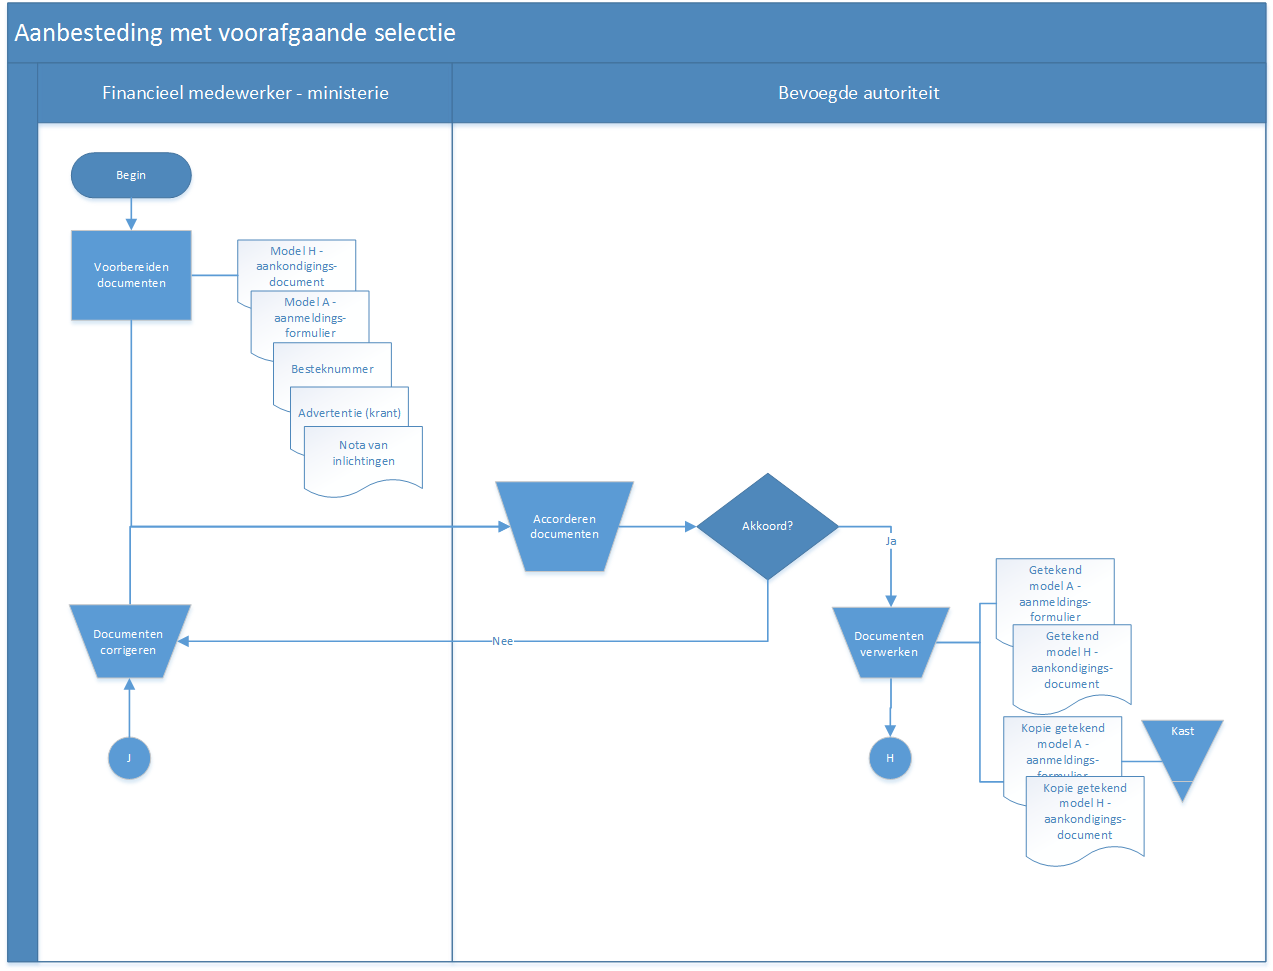 Aanbesteding met voorafgaande selectie
Financieel medewerker - ministerie
Bevoegde autoriteit
Begin
Voorbereiden
documenten
Model H -
aankondigings-
document
Model A -
aanmeldings-
formulier
Besteknummer
Advertentie (krant)
Nota van
inlichtingen
Accorderen
documenten
Akkoord?
Ja
Nee
Documenten
corrigeren
J
Documenten
verwerken
H
Getekend
model A -
aanmeldings-
formulier
Getekend
model H -
aankondigings-
document
Kopie getekend
model A -
aanmeldings-
formulier
Kopie getekend
model H -
aankondigings-
document
Kast